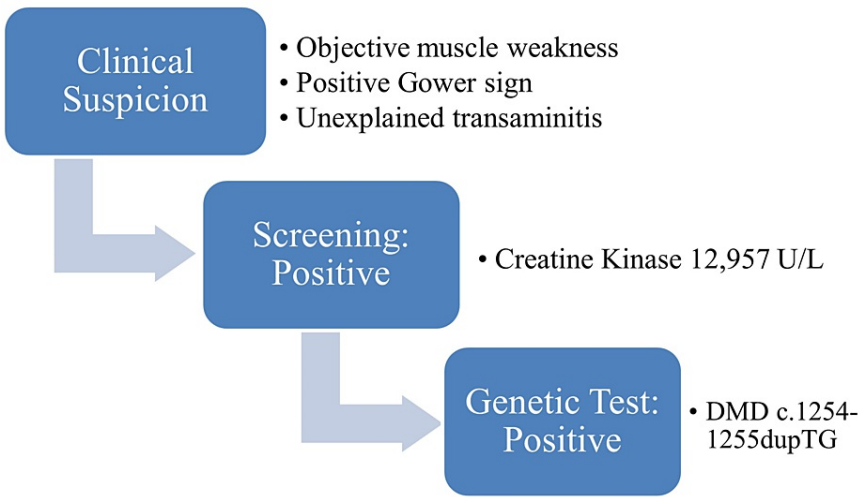 Clinical
Suspicion
• Objective muscle weakness
• Positive Gower sign
• Unexplained transaminitis
Screening:
Positive
• Creatine Kinase 12,957 U/L
Genetic Test:
Positive
• DMD c.1254-
1255dupTG